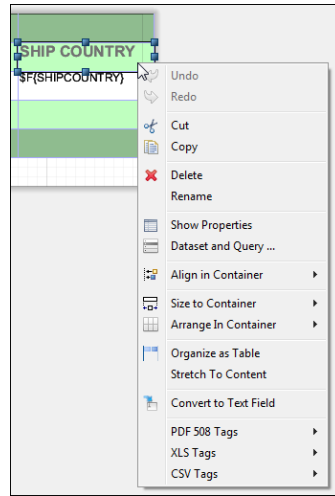 SHIP COUNTRY
$F{SHIPCOUNTRY}
Undo
Redo
Cut
Copy
Delete
Rename
Show Properties
Dataset and Query ...
Align in Container
Size to Container
Arrange In Container
Organize as Table
Stretch To Content
Convert to Text Field
PDF 508 Tags
XLS Tags
CSV Tags